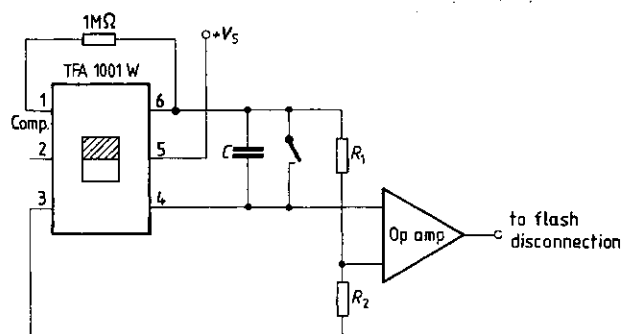 1MΩ
+Vs
TFA 1001 W
1
6
Comp.
2
5
3
4
C
R1
Op amp
R2
to flash
disconnection